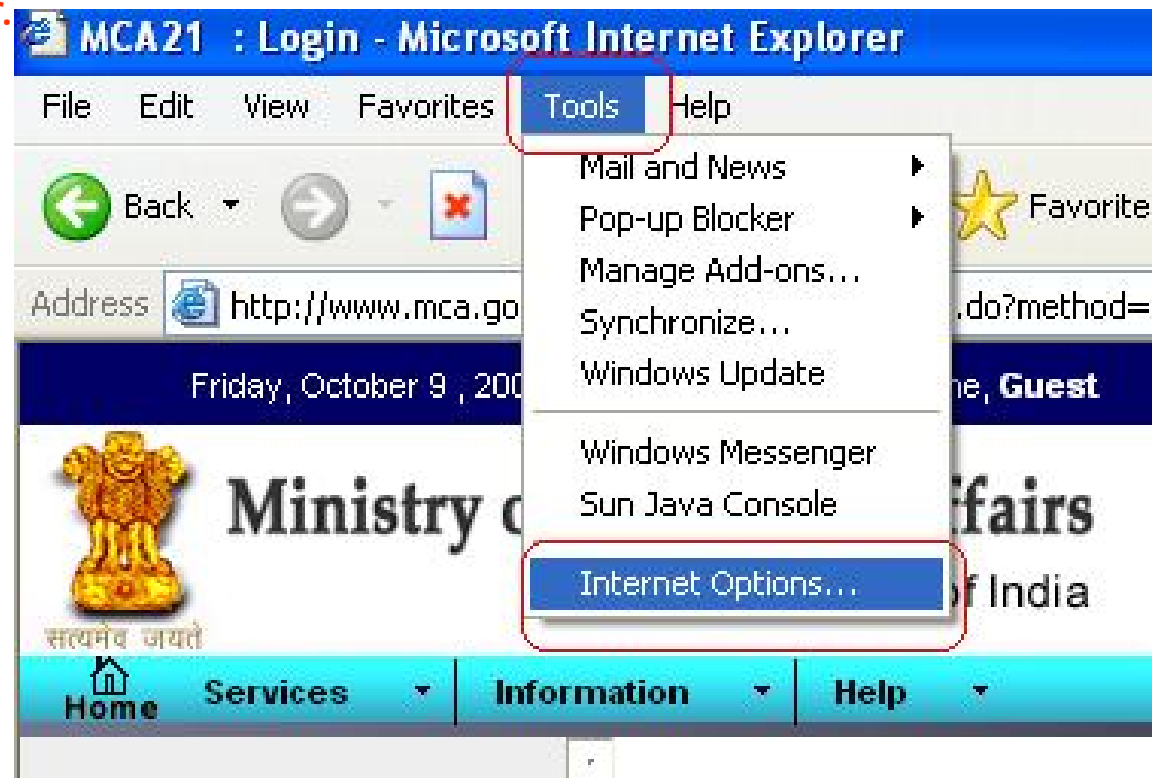 MCA21 : Login - Microsoft Internet Explorer
File Edit View Favorites Tools Help
Mail and News
Pop-up Blocker
Manage Add-ons...
Synchronize...
Windows Update
Windows Messenger
Sun Java Console
Internet Options...
Back Favorite
Address http://www.mca.go .do?method=
Friday, October 9 , 200 ne, Guest
Ministry o ffairs
of India
सत्यमेव जयते
Home Services Information Help